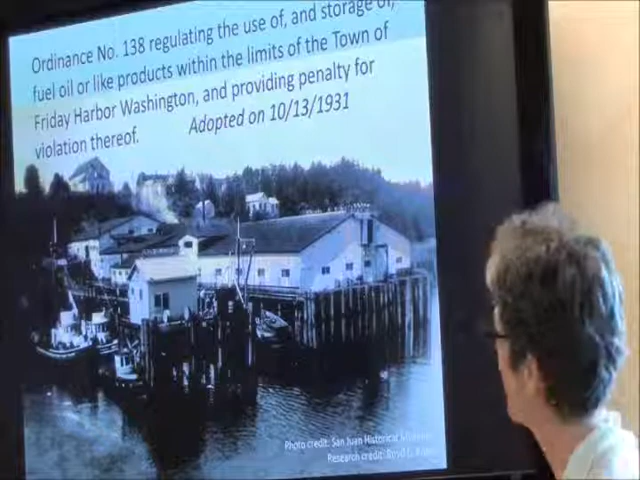 Ordinance No. 138 regulating the use of, and storage of,
fuel oil or like products within the limits of the Town of
Friday Harbor Washington, and providing penalty for
violation thereof. Adopted on 10/13/1931
Photo credit: San Juan Historical
Research credit: